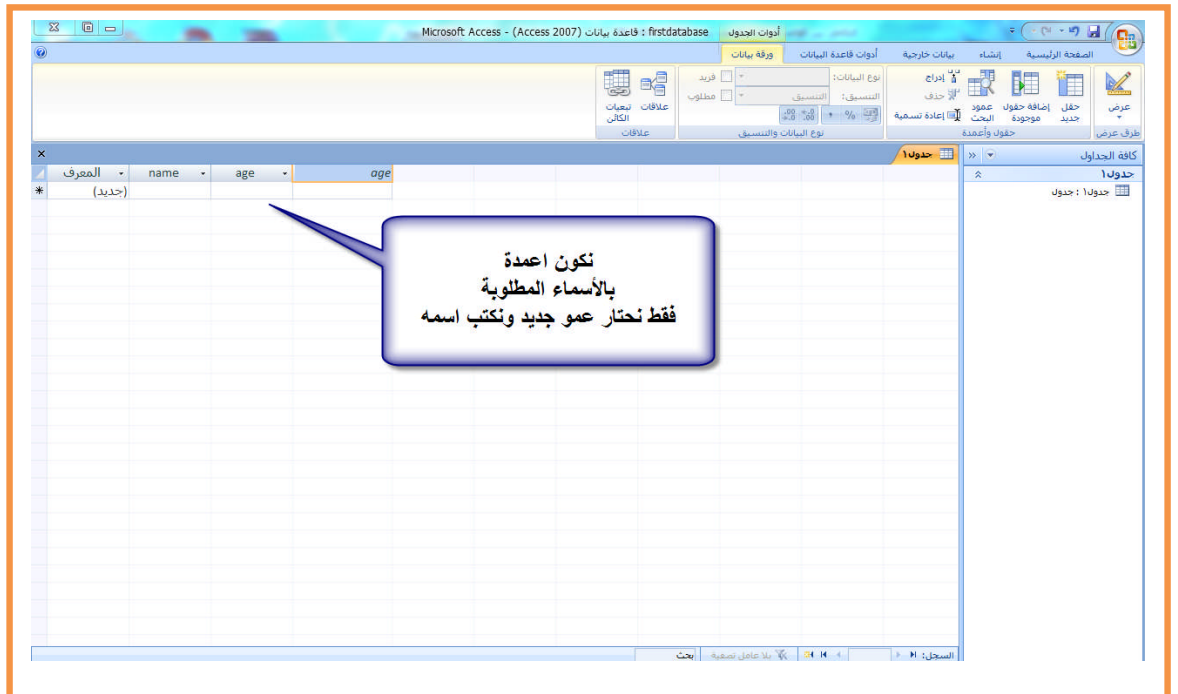 أدوات الجدول
firstdatabase : قاعدة بيانات (Access 2007) - Microsoft Access
الصفحة الرئيسية
إنشاء
بيانات خارجية
أدوات قاعدة البيانات
ورقة بيانات
عرض
حقل جديد
إضافة حقول موجودة
عمود البحث
إدراج
حذف
إعادة تسمية
نوع البيانات:
التنسيق: التنسيق
فريد
مطلوب
علاقات
تبعيات الكائن
طرق عرض
حقول وأعمدة
نوع البيانات والتنسيق
علاقات
كافة الجداول
جدول١
جدول١ : جدول
جدول١
المعرف
name
age
age
(جديد)
نكون اعمدة
بالأسماء المطلوبة
فقط نحتار عمو جديد ونكتب اسمه
السجل:
بلا عامل تصفية
بحث